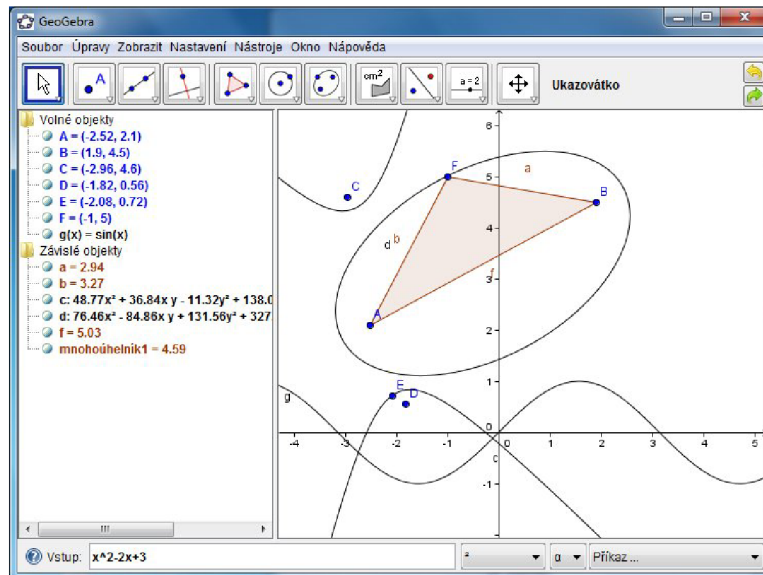 GeoGebra
Soubor Úpravy Zobrazit Nastavení Nástroje Okno Nápověda
A
cm²
a = 2
Ukazovátko
Volné objekty
A = (-2.52, 2.1)
B = (1.9, 4.5)
C = (-2.96, 4.6)
D = (-1.82, 0.56)
E = (-2.08, 0.72)
F = (-1, 5)
g(x) = sin(x)
Závislé objekty
a = 2.94
b = 3.27
c: 48.77x² + 36.84x y - 11.32y² + 138.0
d: 76.46x² - 84.86x y + 131.56y² + 327
f = 5.03
mnohoúhelník1 = 4.59
6
F
a
5
C
B
d b
4
f
3
A
2
1
E
D
g
0
-4 -3 -2 -1 0 1 2 3 4 5
c
-1
Vstup: x^2-2x+3
²
α
Příkaz ...